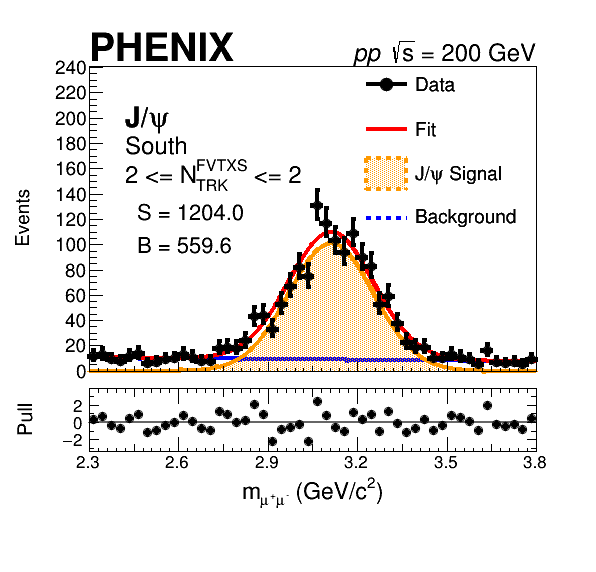 PHENIX
pp √s = 200 GeV
240
220
200
180
160
140
120
100
80
60
40
20
0
Events
J/ψ
South
2 <= N_TRK^FVTXS <= 2
S = 1204.0
B = 559.6
Data
Fit
J/ψ Signal
Background
Pull
2
0
−2
2.3 2.6 2.9 3.2 3.5 3.8
m_μ⁺μ⁻ (GeV/c²)